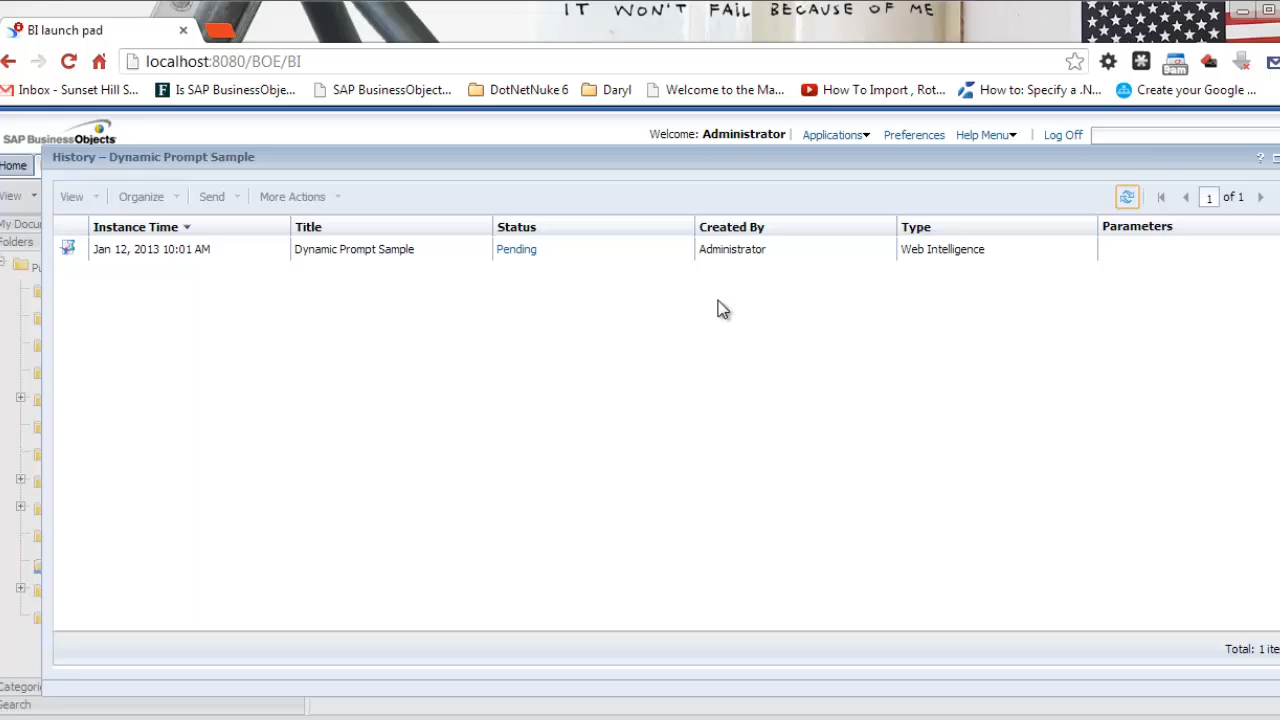 IT WON'T FAIL BECAUSE OF ME
BI launch pad
localhost:8080/BOE/BI
9am
Inbox - Sunset Hill S... Is SAP BusinessObje... SAP BusinessObject... DotNetNuke 6 Daryl Welcome to the Ma... How To Import , Rot... How to: Specify a .N... Create your Google ...
SAP BusinessObjects Welcome: Administrator | Applications Preferences Help Menu | Log Off
Home
History – Dynamic Prompt Sample ?
View
View Organize Send More Actions 1 of 1
My Docu
Folders
Pu
Instance Time Title Status Created By Type Parameters
Jan 12, 2013 10:01 AM Dynamic Prompt Sample Pending Administrator Web Intelligence
Total: 1 ite
Categori
Search